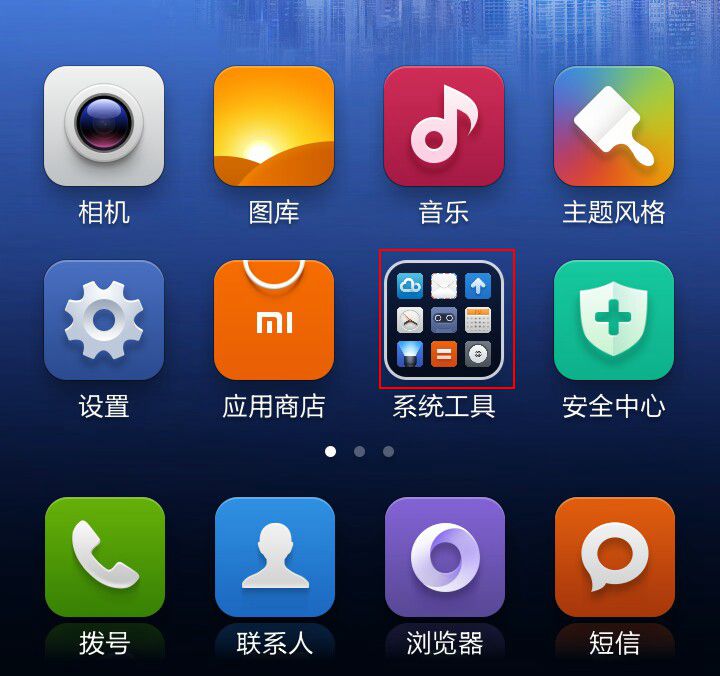 相机
图库
音乐
主题风格
mi
设置
应用商店
系统工具
安全中心
拨号
联系人
浏览器
短信